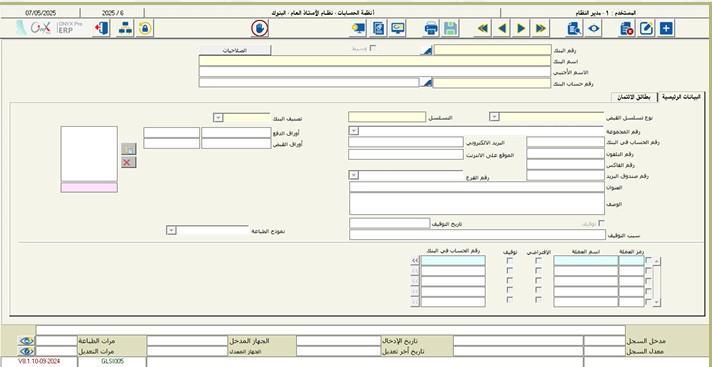 المستخدم : 1 - مدير النظام
أنظمة الحسابات - نظام الأستاذ العام - البنوك
2025 / 6
07/05/2025
ONYX Pro
ERP
رقم البنك
وسيط
الصلاحيات
اسم البنك
الاسم الأجنبي
رقم حساب البنك
البيانات الرئيسية
بطائق الائتمان
نوع تسلسل القبض
التسلسل
تصنيف البنك
رقم المجموعة
أوراق الدفع
رقم الحساب في البنك
البريد الالكتروني
أوراق القبض
رقم التلفون
الموقع على الانترنت
رقم الفاكس
رقم صندوق البريد
رقم الفرع
العنوان
الوصف
توقيف
تاريخ التوقيف
نموذج الطباعة
سبب التوقيف
رمز العملة
اسم العملة
الافتراضي
توقيف
رقم الحساب في البنك
<<
<<
<<
<<
<<
مدخل السجل
تاريخ الإدخال
الجهاز المدخل
مرات الطباعة
معدل السجل
تاريخ آخر تعديل
الجهاز المعدل
مرات التعديل
GLSI005
V9.1.10-09-2024